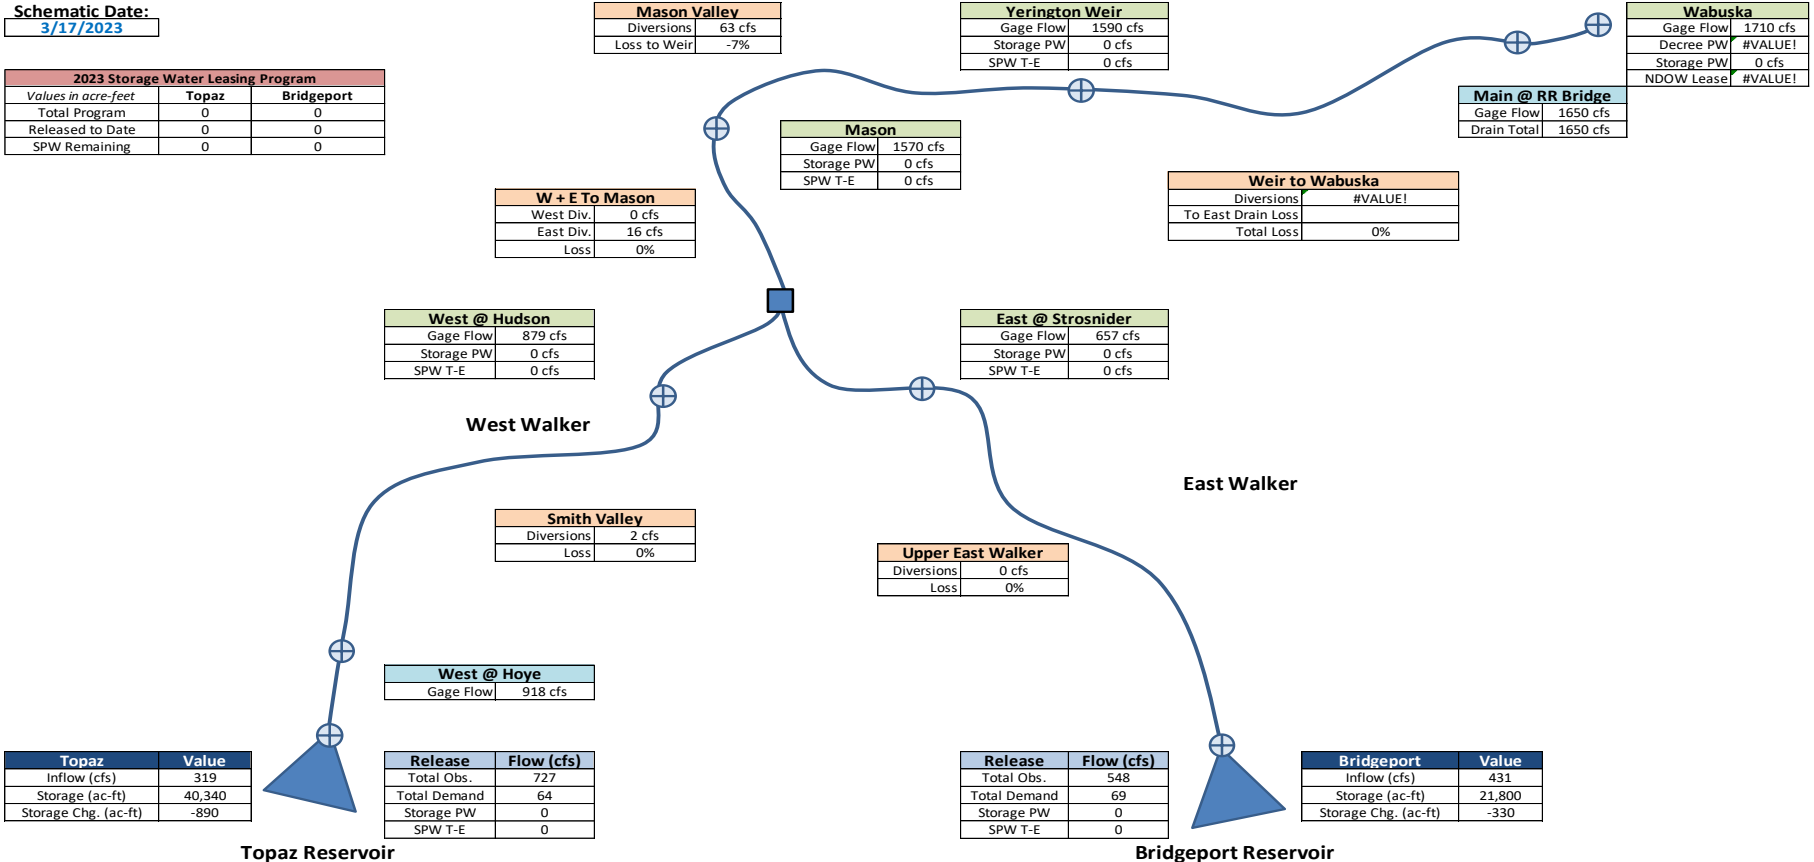 Schematic Date:
3/17/2023
Mason Valley
Diversions 63 cfs
Loss to Weir -7%
Yerington Weir
Gage Flow 1590 cfs
Storage PW 0 cfs
SPW T-E 0 cfs
Wabuska
Gage Flow 1710 cfs
Decree PW #VALUE!
Storage PW 0 cfs
NDOW Lease #VALUE!
2023 Storage Water Leasing Program
Values in acre-feet Topaz Bridgeport
Total Program 0 0
Released to Date 0 0
SPW Remaining 0 0
Main @ RR Bridge
Gage Flow 1650 cfs
Drain Total 1650 cfs
Mason
Gage Flow 1570 cfs
Storage PW 0 cfs
SPW T-E 0 cfs
Weir to Wabuska
Diversions #VALUE!
To East Drain Loss
Total Loss 0%
W + E To Mason
West Div. 0 cfs
East Div. 16 cfs
Loss 0%
West @ Hudson
Gage Flow 879 cfs
Storage PW 0 cfs
SPW T-E 0 cfs
East @ Strosnider
Gage Flow 657 cfs
Storage PW 0 cfs
SPW T-E 0 cfs
West Walker
East Walker
Smith Valley
Diversions 2 cfs
Loss 0%
Upper East Walker
Diversions 0 cfs
Loss 0%
West @ Hoye
Gage Flow 918 cfs
Topaz Value
Inflow (cfs) 319
Storage (ac-ft) 40,340
Storage Chg. (ac-ft) -890
Release Flow (cfs)
Total Obs. 727
Total Demand 64
Storage PW 0
SPW T-E 0
Release Flow (cfs)
Total Obs. 548
Total Demand 69
Storage PW 0
SPW T-E 0
Bridgeport Value
Inflow (cfs) 431
Storage (ac-ft) 21,800
Storage Chg. (ac-ft) -330
Topaz Reservoir
Bridgeport Reservoir